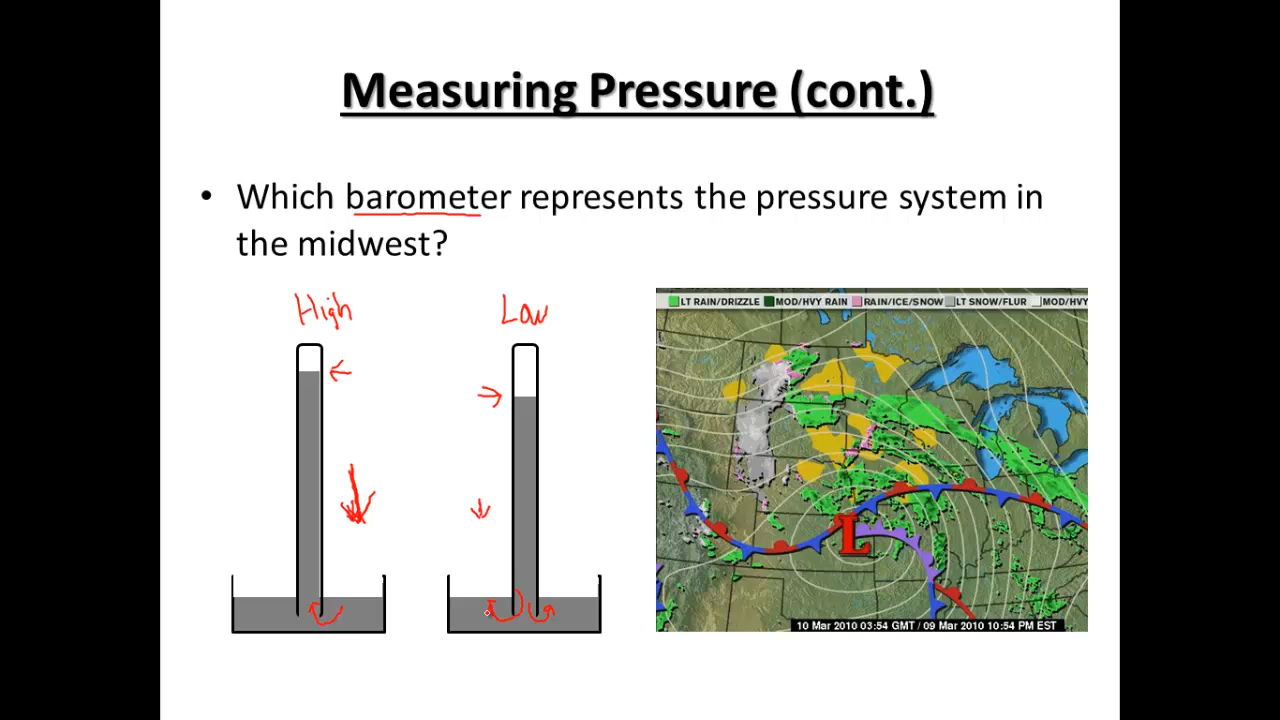 Measuring Pressure (cont.)
• Which barometer represents the pressure system in
the midwest?
High
Low
LT RAIN/DRIZZLE MOD/HVY RAIN RAIN/ICE/SNOW LT SNOW/FLUR MOD/HVY
L
10 Mar 2010 03:54 GMT / 09 Mar 2010 10:54 PM EST